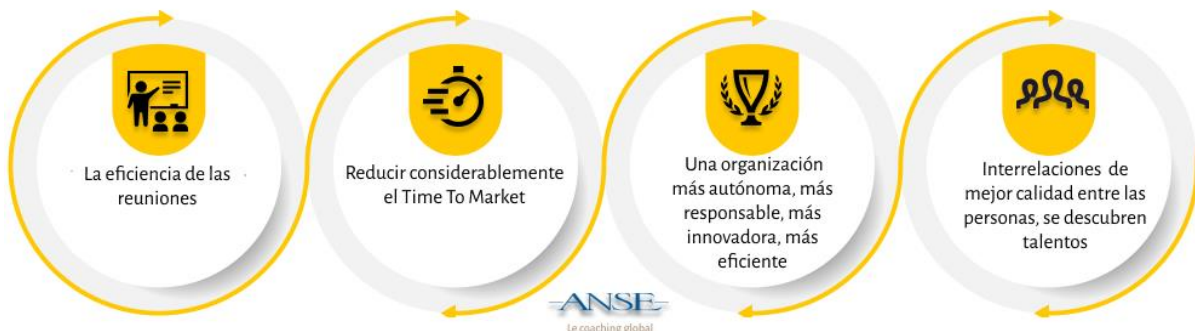 La eficiencia de las
reuniones
Reducir considerablemente
el Time To Market
Una organización
más autónoma, más
responsable, más
innovadora, más
eficiente
Interrelaciones de
mejor calidad entre las
personas, se descubren
talentos
ANSE
Le coaching global